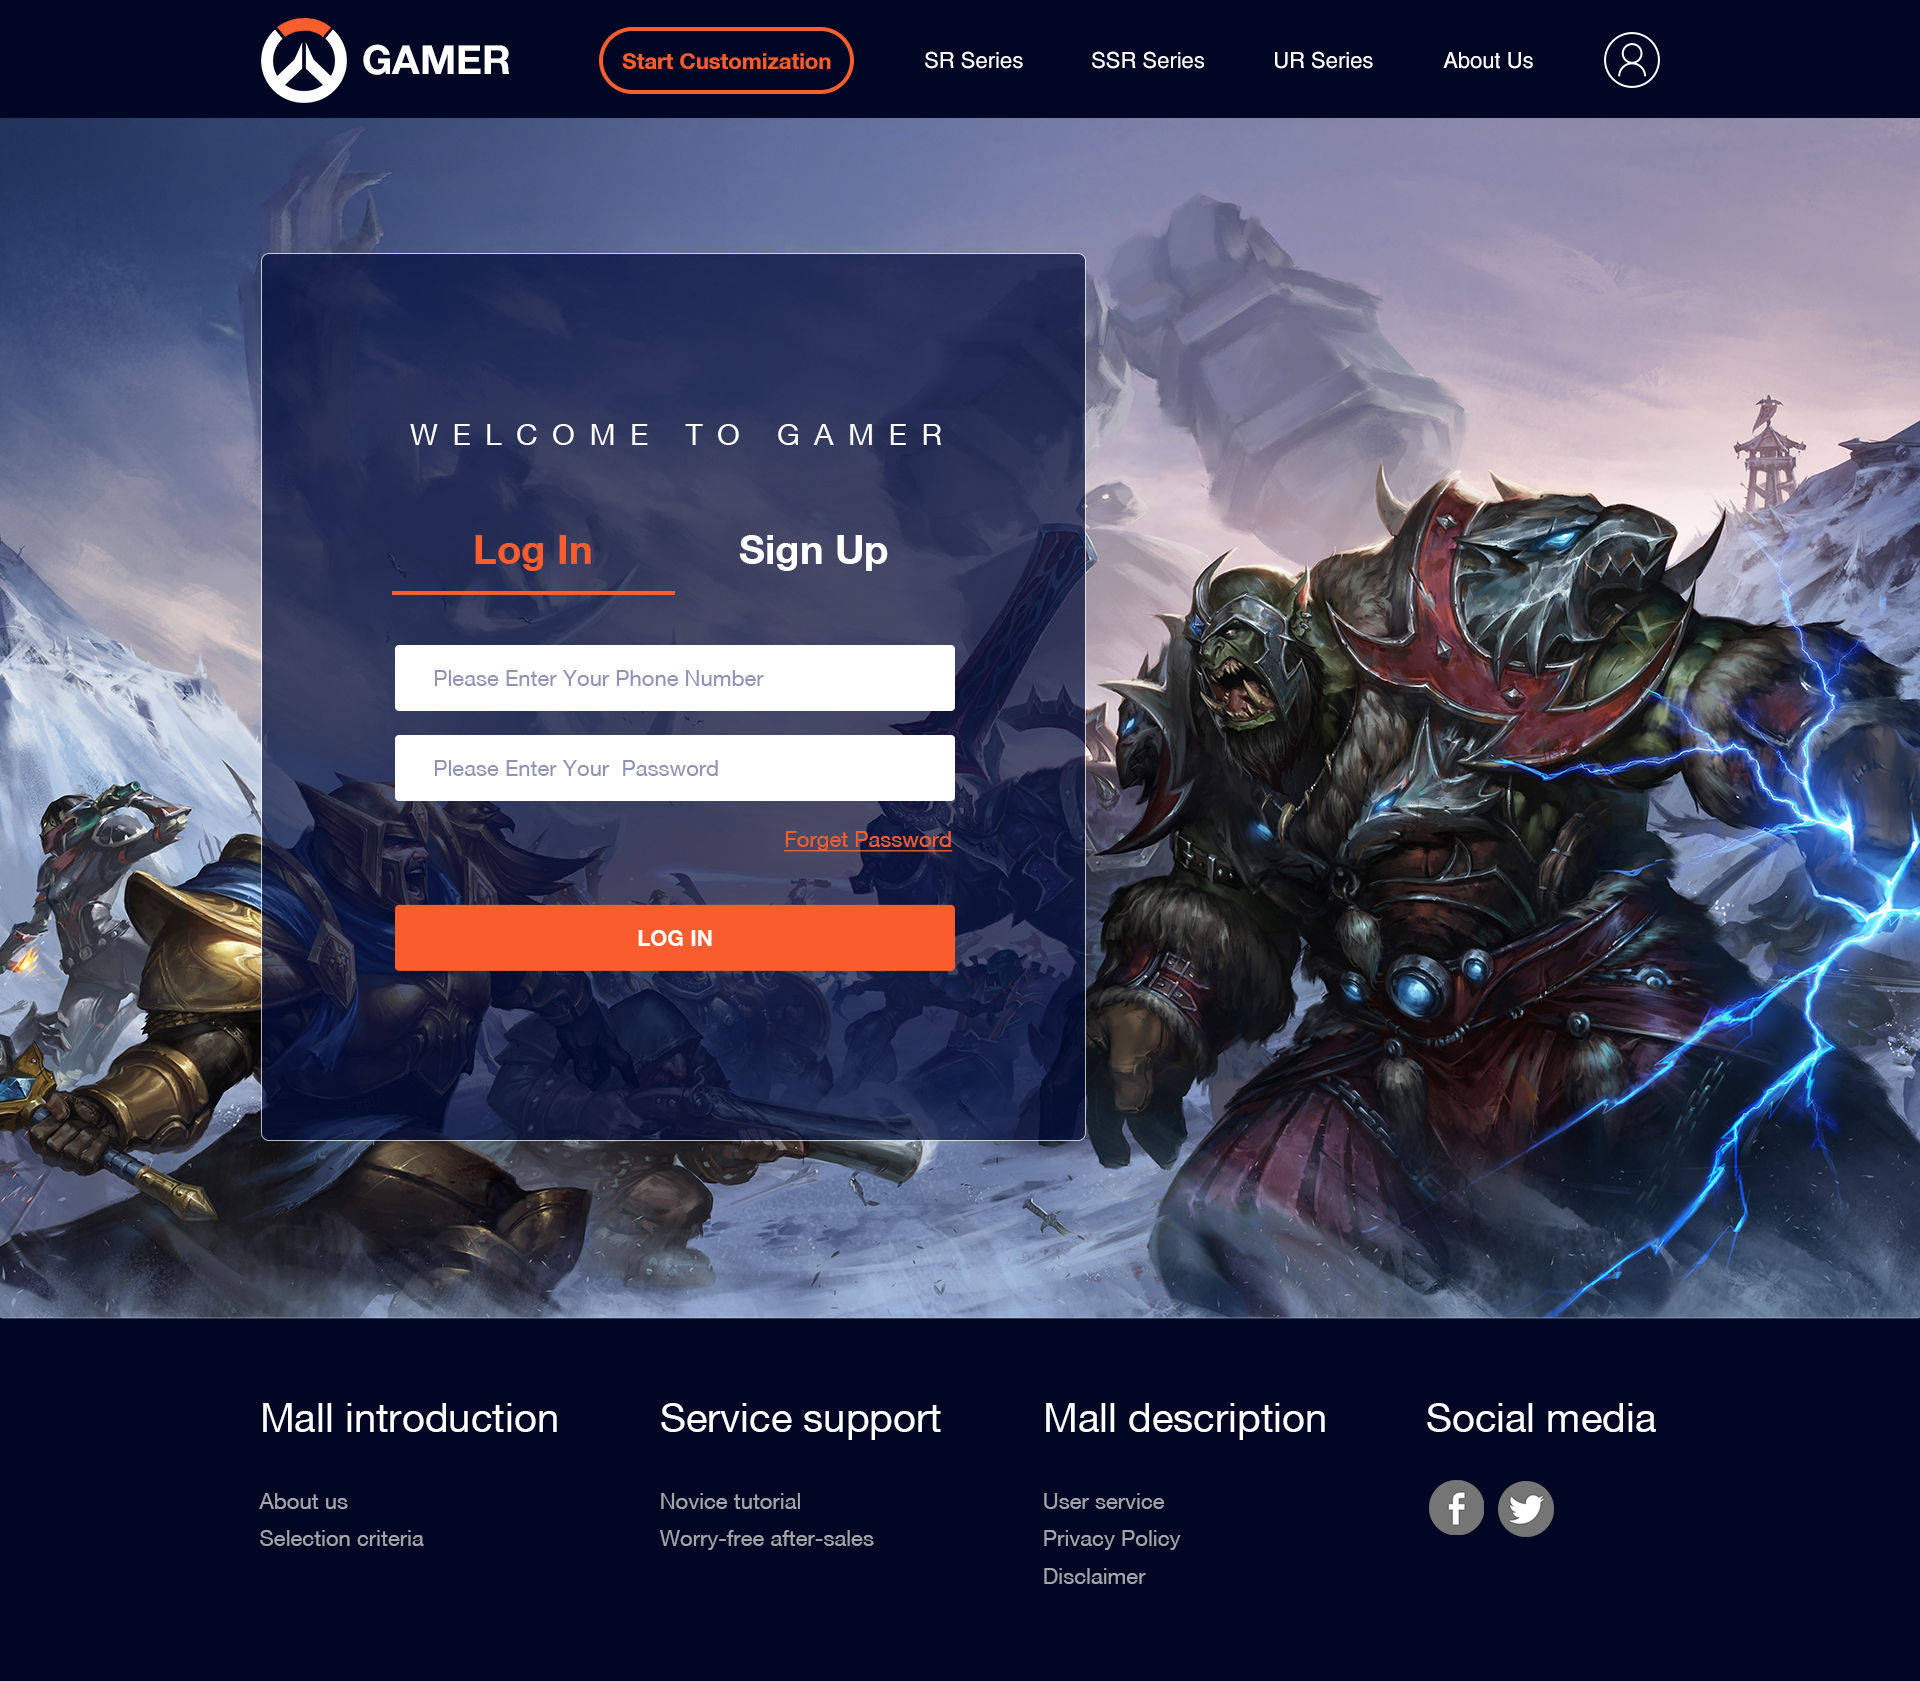 GAMER
Start Customization
SR Series
SSR Series
UR Series
About Us
WELCOME TO GAMER
Log In
Sign Up
Please Enter Your Phone Number
Please Enter Your  Password
Forget Password
LOG IN
Mall introduction
About us
Selection criteria
Service support
Novice tutorial
Worry-free after-sales
Mall description
User service
Privacy Policy
Disclaimer
Social media